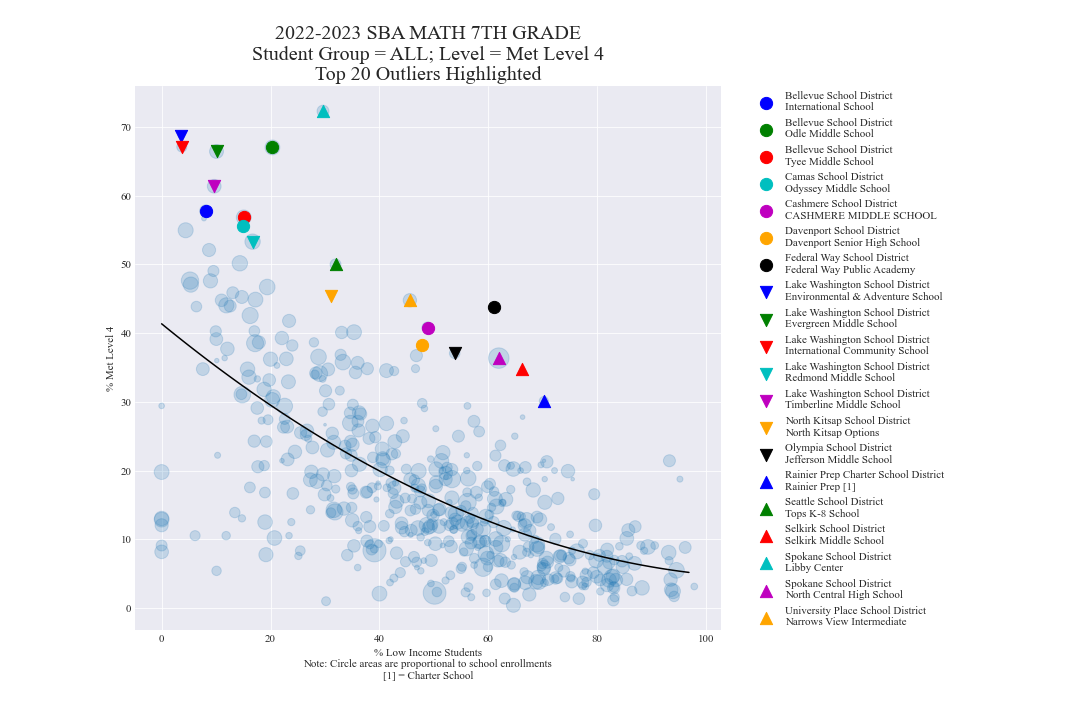 2022-2023 SBA MATH 7TH GRADE
Student Group = ALL; Level = Met Level 4
Top 20 Outliers Highlighted
70
60
50
40
30
20
10
0
% Met Level 4
0 20 40 60 80 100
% Low Income Students
Note: Circle areas are proportional to school enrollments
[1] = Charter School
Bellevue School District
International School
Bellevue School District
Odle Middle School
Bellevue School District
Tyee Middle School
Camas School District
Odyssey Middle School
Cashmere School District
CASHMERE MIDDLE SCHOOL
Davenport School District
Davenport Senior High School
Federal Way School District
Federal Way Public Academy
Lake Washington School District
Environmental & Adventure School
Lake Washington School District
Evergreen Middle School
Lake Washington School District
International Community School
Lake Washington School District
Redmond Middle School
Lake Washington School District
Timberline Middle School
North Kitsap School District
North Kitsap Options
Olympia School District
Jefferson Middle School
Rainier Prep Charter School District
Rainier Prep [1]
Seattle School District
Tops K-8 School
Selkirk School District
Selkirk Middle School
Spokane School District
Libby Center
Spokane School District
North Central High School
University Place School District
Narrows View Intermediate